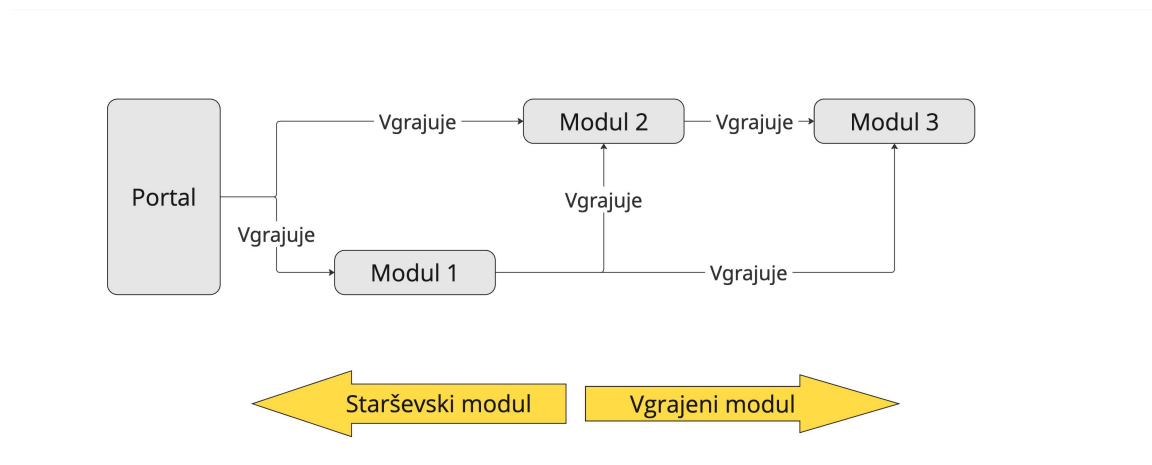 Vgrajuje
Modul 2
Vgrajuje
Modul 3
Portal
Vgrajuje
Vgrajuje
Modul 1
Vgrajuje
Starševski modul
Vgrajeni modul